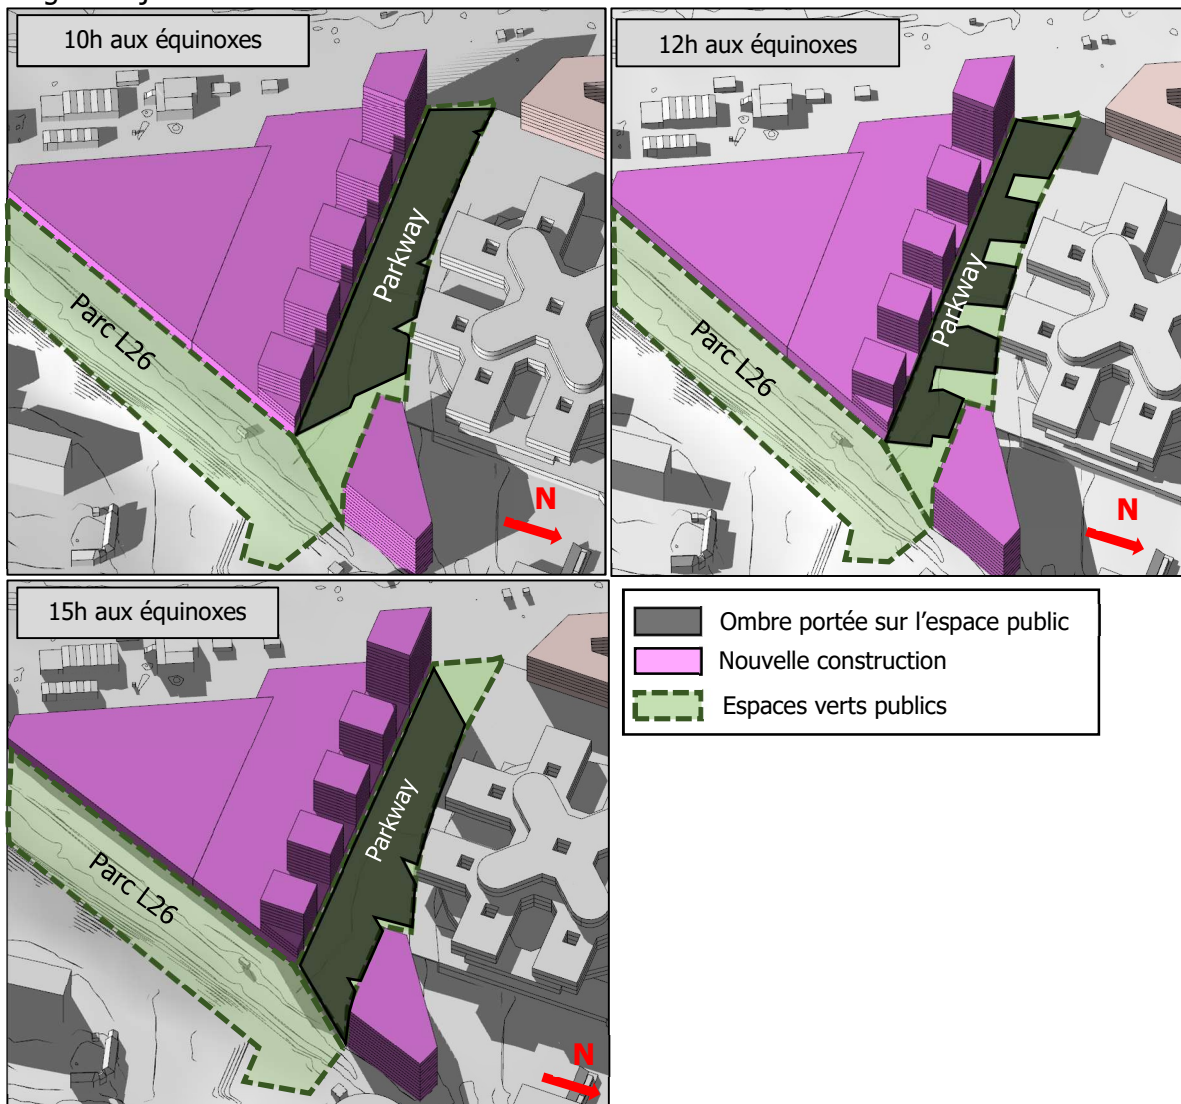 10h aux équinoxes
Parkway
Parc L26
N
12h aux équinoxes
Parkway
Parc L26
N
15h aux équinoxes
Parkway
Parc L26
N
Ombre portée sur l'espace public
Nouvelle construction
Espaces verts publics